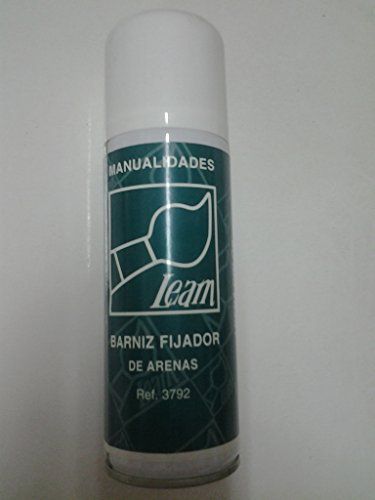 MANUALIDADES
Leam
BARNIZ FIJADOR
DE ARENAS
Ref. 3792